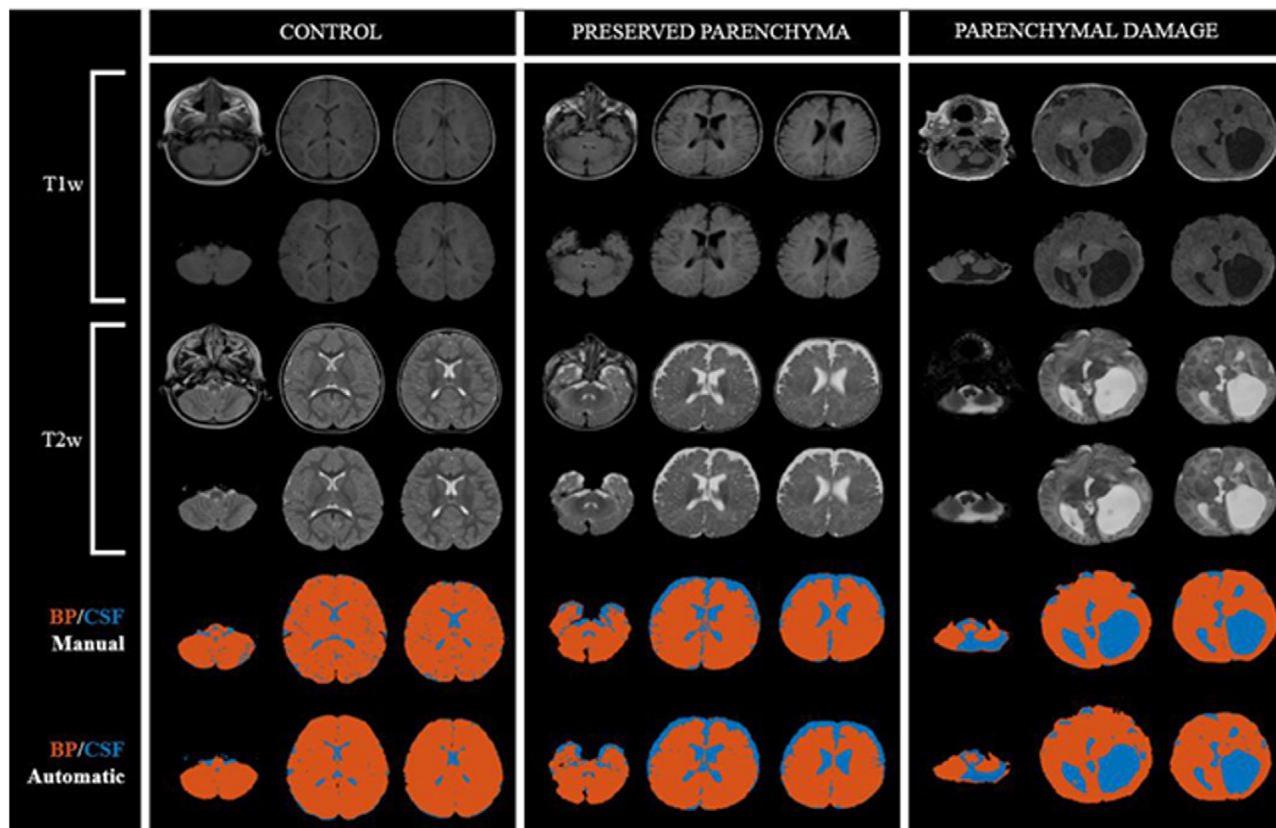 CONTROL
PRESERVED PARENCHYMA
PARENCHYMAL DAMAGE
T1w
T2w
BP/CSF
Manual
BP/CSF
Automatic